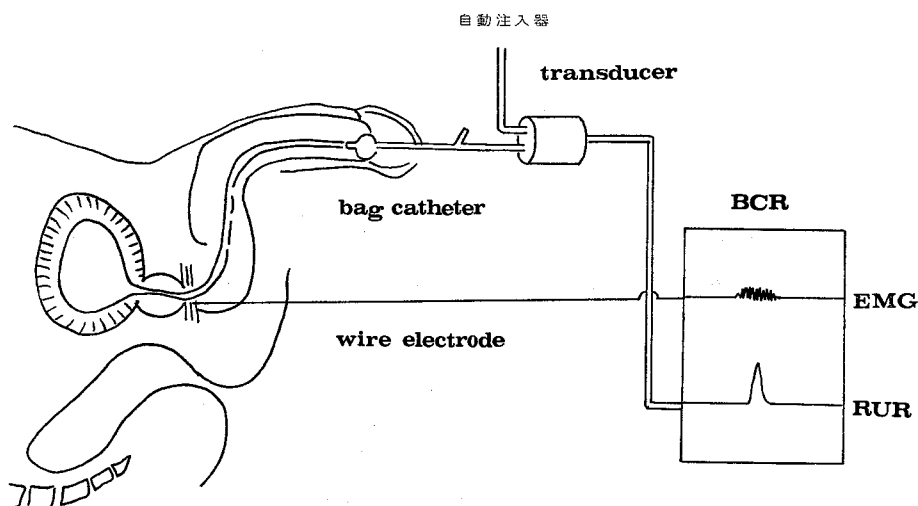 自動注入器
transducer
bag catheter
BCR
EMG
wire electrode
RUR